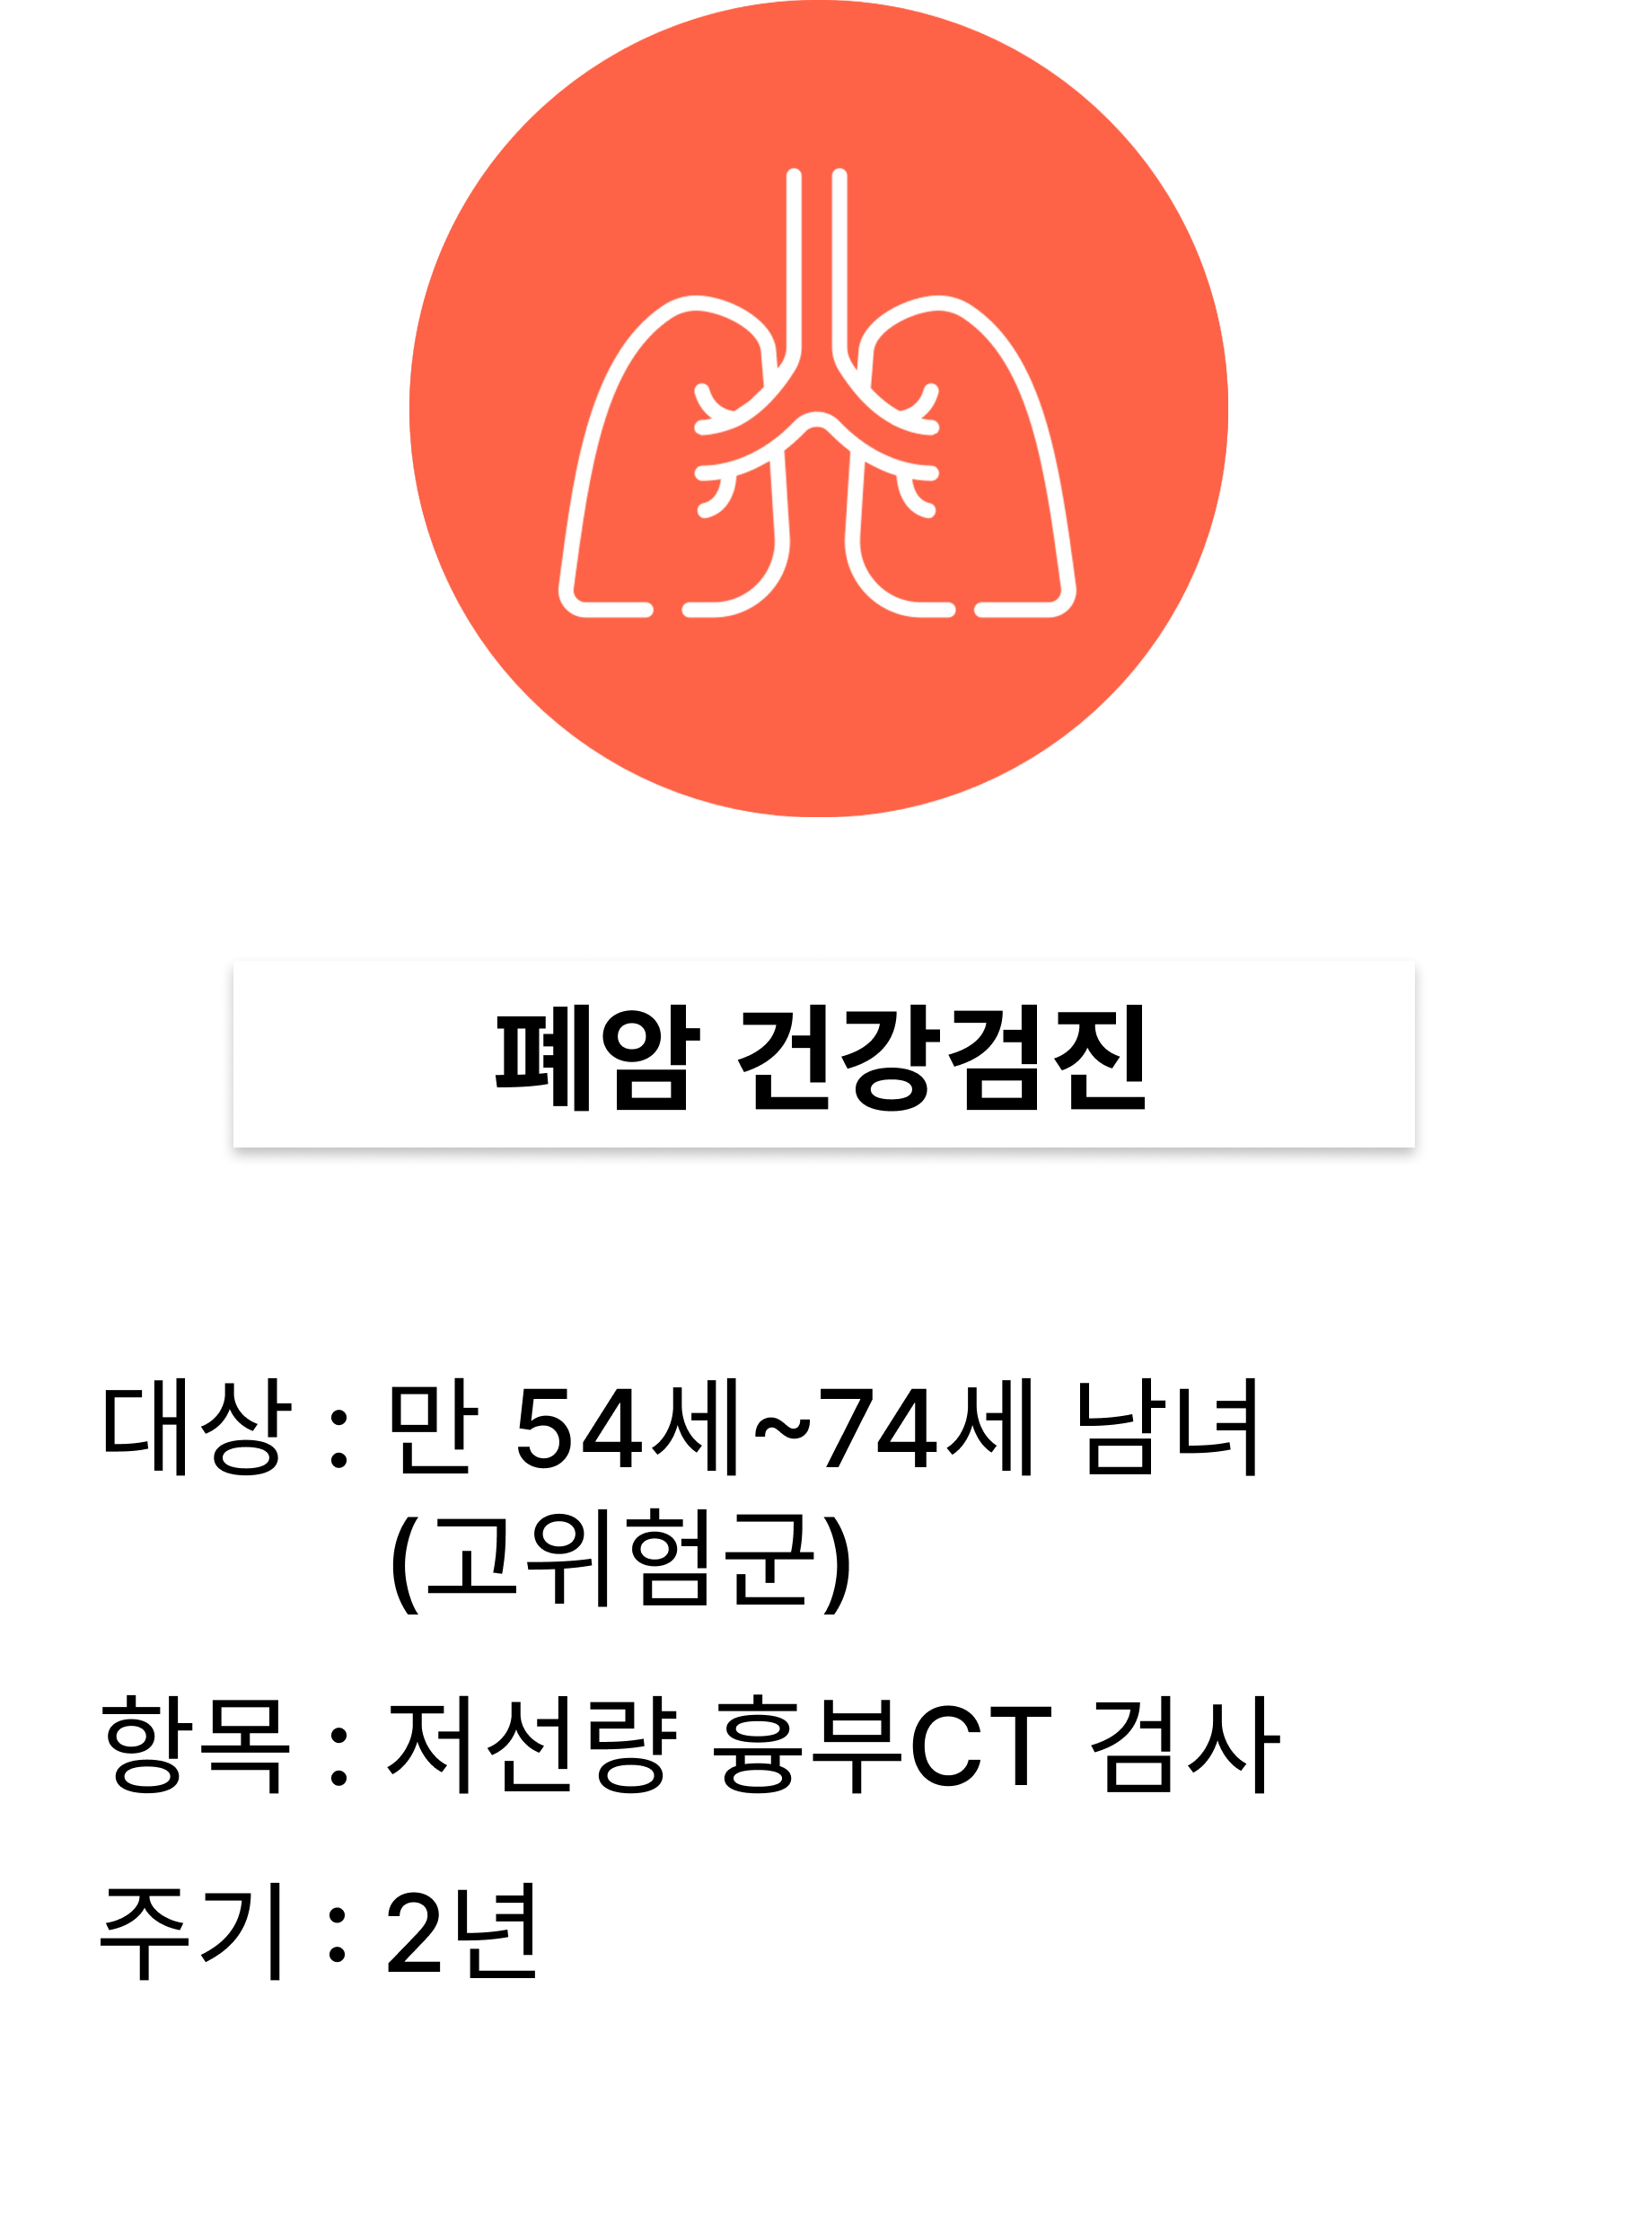 폐암 건강검진
대상 : 만 54세~74세 남녀
(고위험군)
항목 : 저선량 흉부CT 검사
주기 : 2년